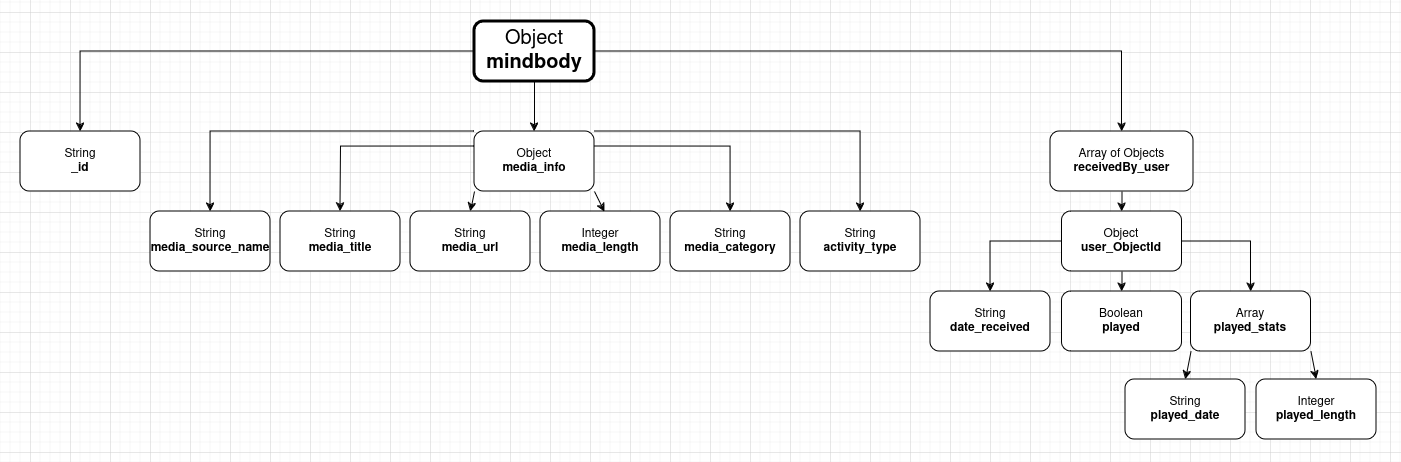 Object
mindbody
String
_id
Object
media_info
Array of Objects
receivedBy_user
String
media_source_name
String
media_title
String
media_url
Integer
media_length
String
media_category
String
activity_type
Object
user_ObjectId
String
date_received
Boolean
played
Array
played_stats
String
played_date
Integer
played_length